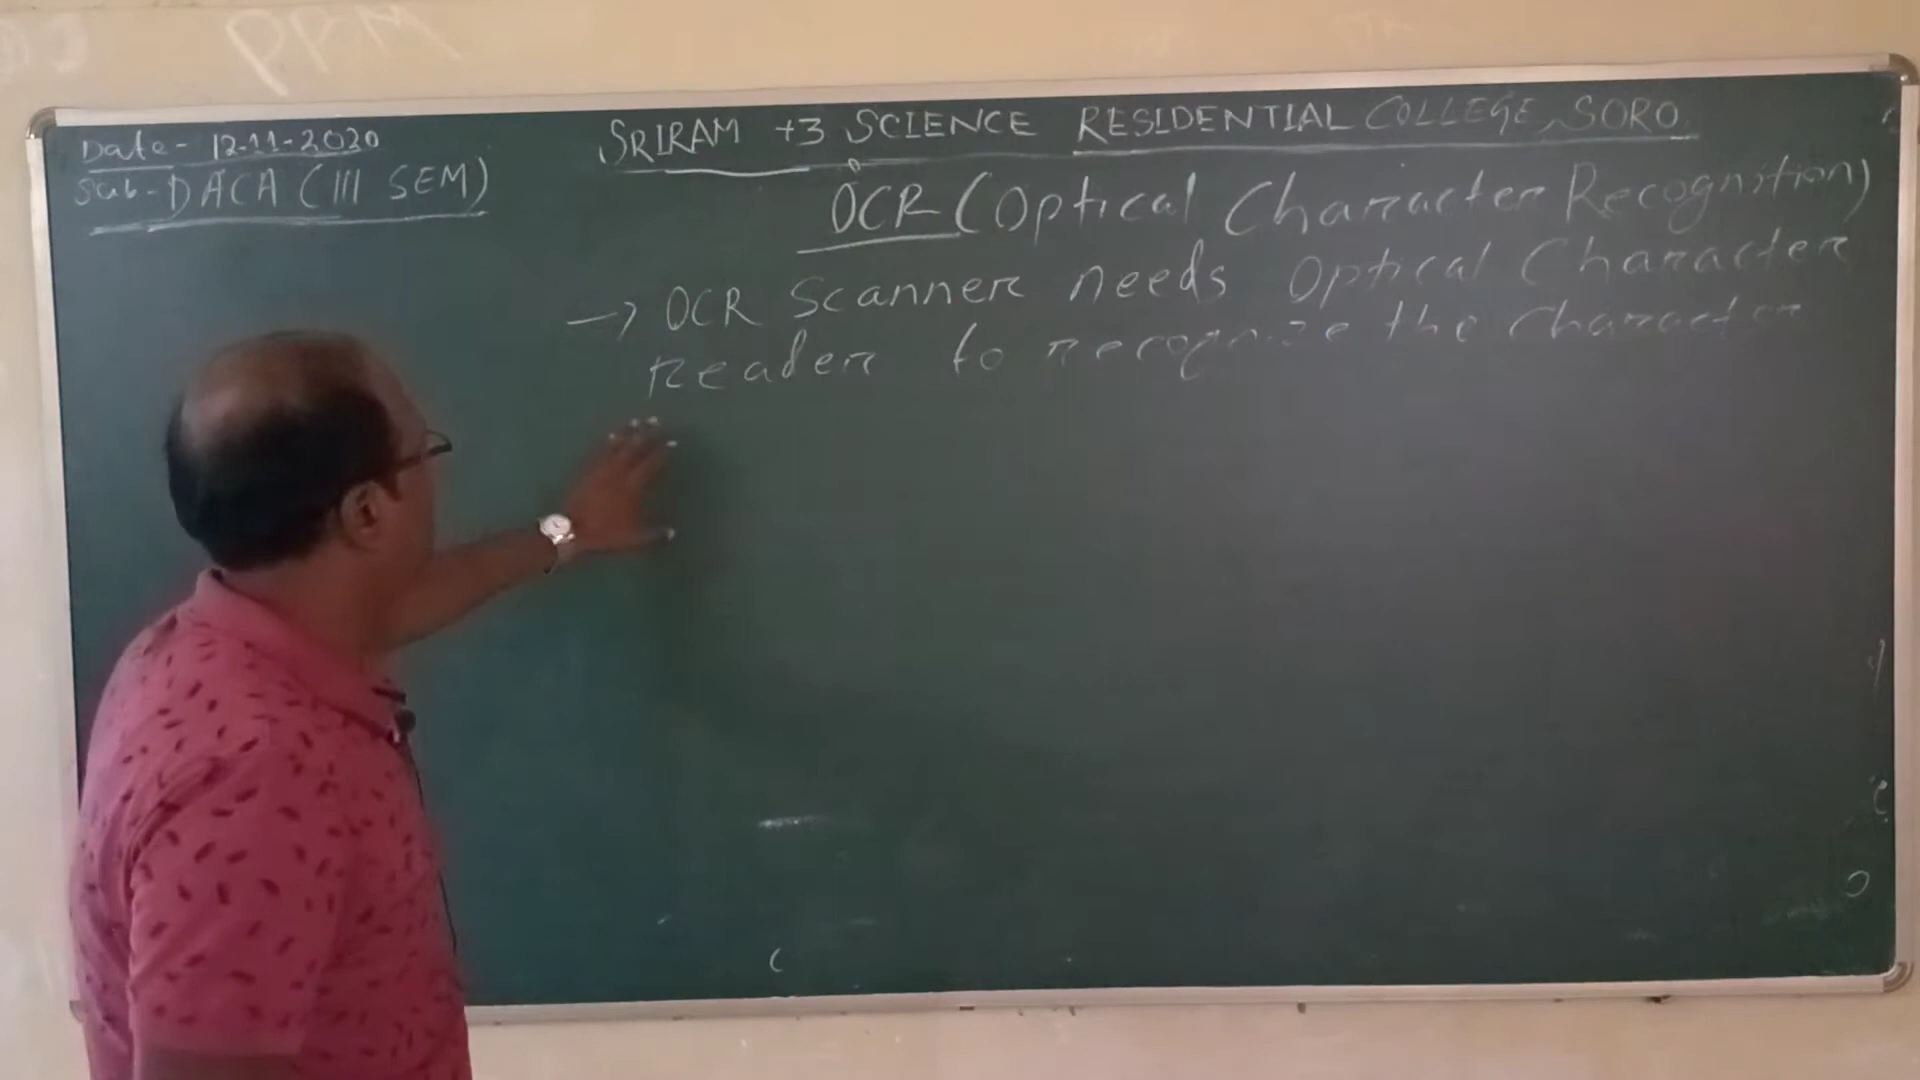 PRM
Date- 12-11-2020
Sub-DACA (III SEM)
SRIRAM +3 SCIENCE RESIDENTIAL COLLEGE, SORO.
OCR (Optical Character Recognition)
→ OCR Scanner needs Optical Character
Reader to recognize the Character